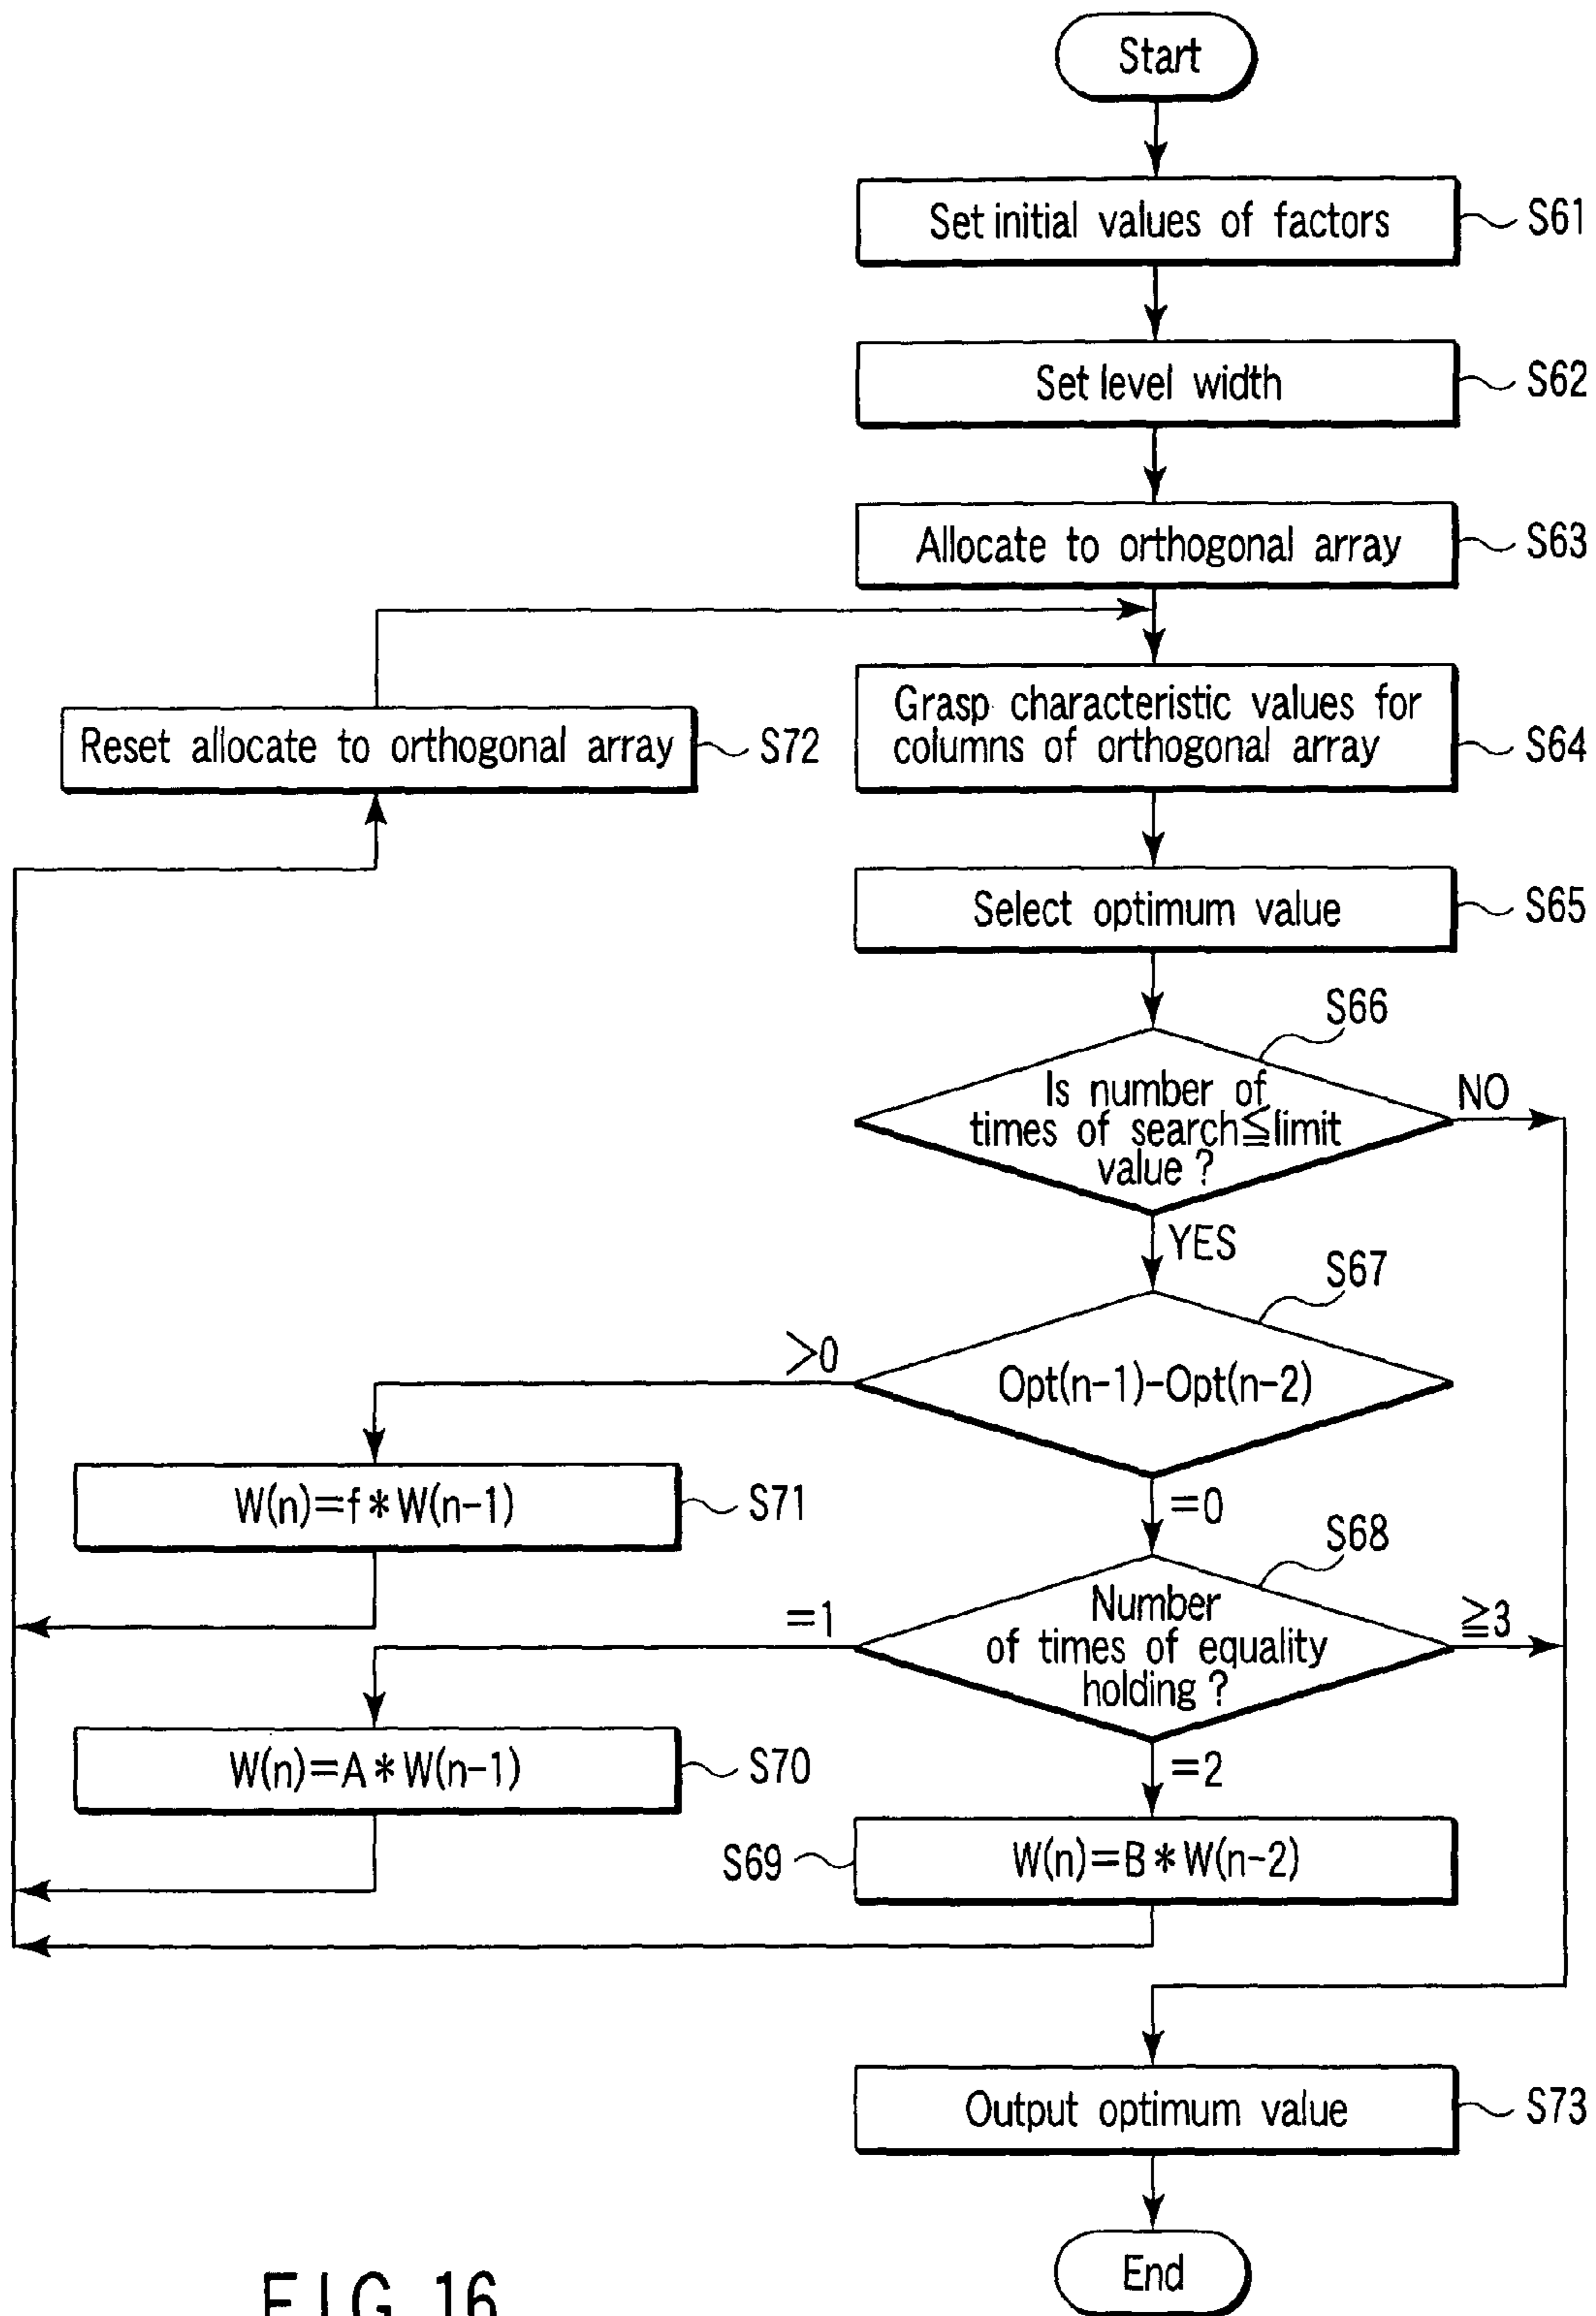 Start
Set initial values of factors
S61
Set level width
S62
Allocate to orthogonal array
S63
Grasp characteristic values for
columns of orthogonal array
S64
Reset allocate to orthogonal array
S72
Select optimum value
S65
S66
Is number of
times of search≦limit
value ?
NO
YES
S67
>0
Opt(n-1)-Opt(n-2)
W(n)=f*W(n-1)
S71
=0
S68
=1
Number
of times of equality
holding ?
≧3
W(n)=A*W(n-1)
S70
=2
S69
W(n)=B*W(n-2)
Output optimum value
S73
End
FIG. 16